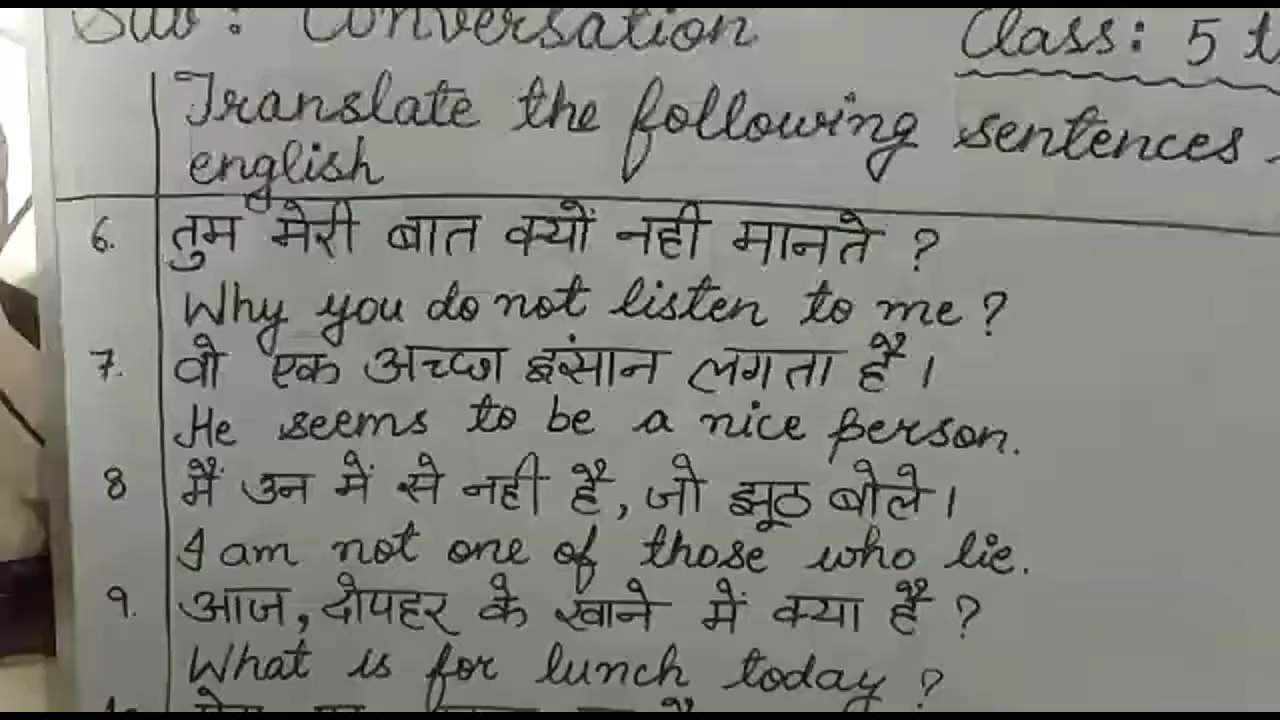 Sub: Conversation Class: 5 t
Translate the following sentences
english
6. तुम मेरी बात क्यों नही मानते ?
Why you do not listen to me?
7. वो एक अच्छा इंसान लगता है।
He seems to be a nice person.
8 मैं उन में से नही हैं, जो झूठ बोले।
I am not one of those who lie.
9. आज, दोपहर के खाने में क्या हैं ?
What is for lunch today ?